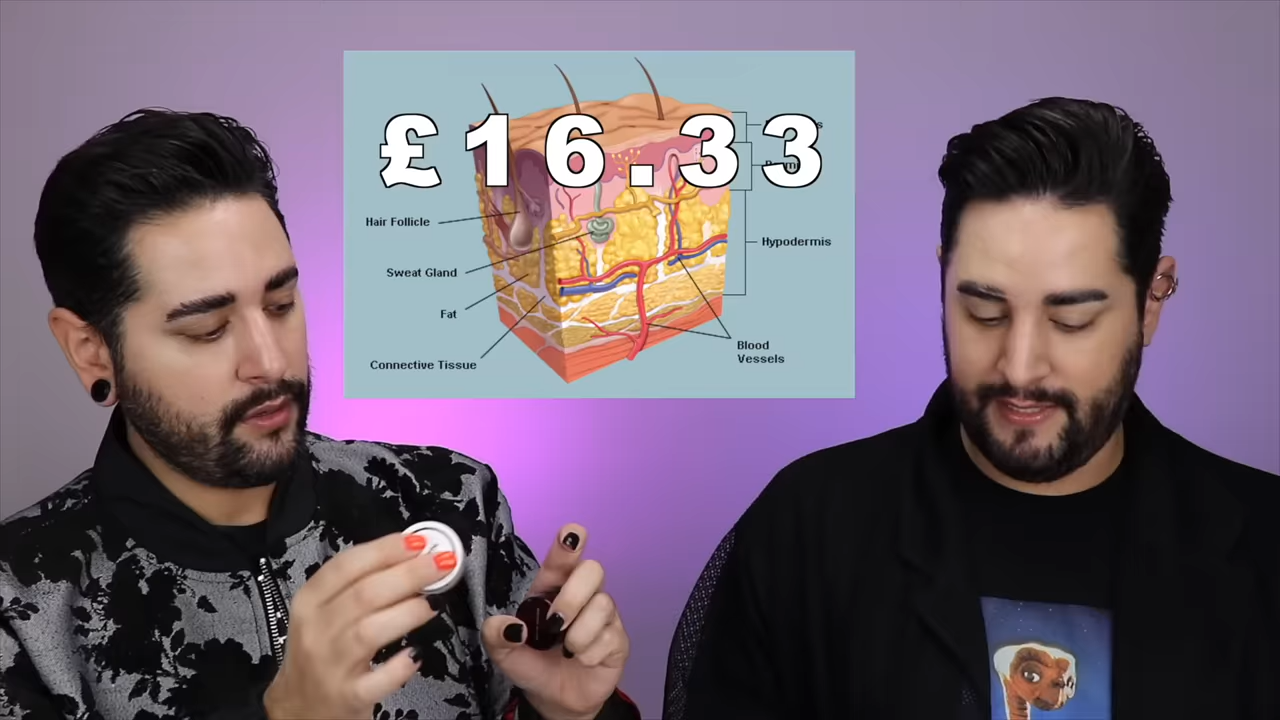 £16.33
Hair Follicle
Hypodermis
Sweat Gland
Fat
Blood
Vessels
Connective Tissue